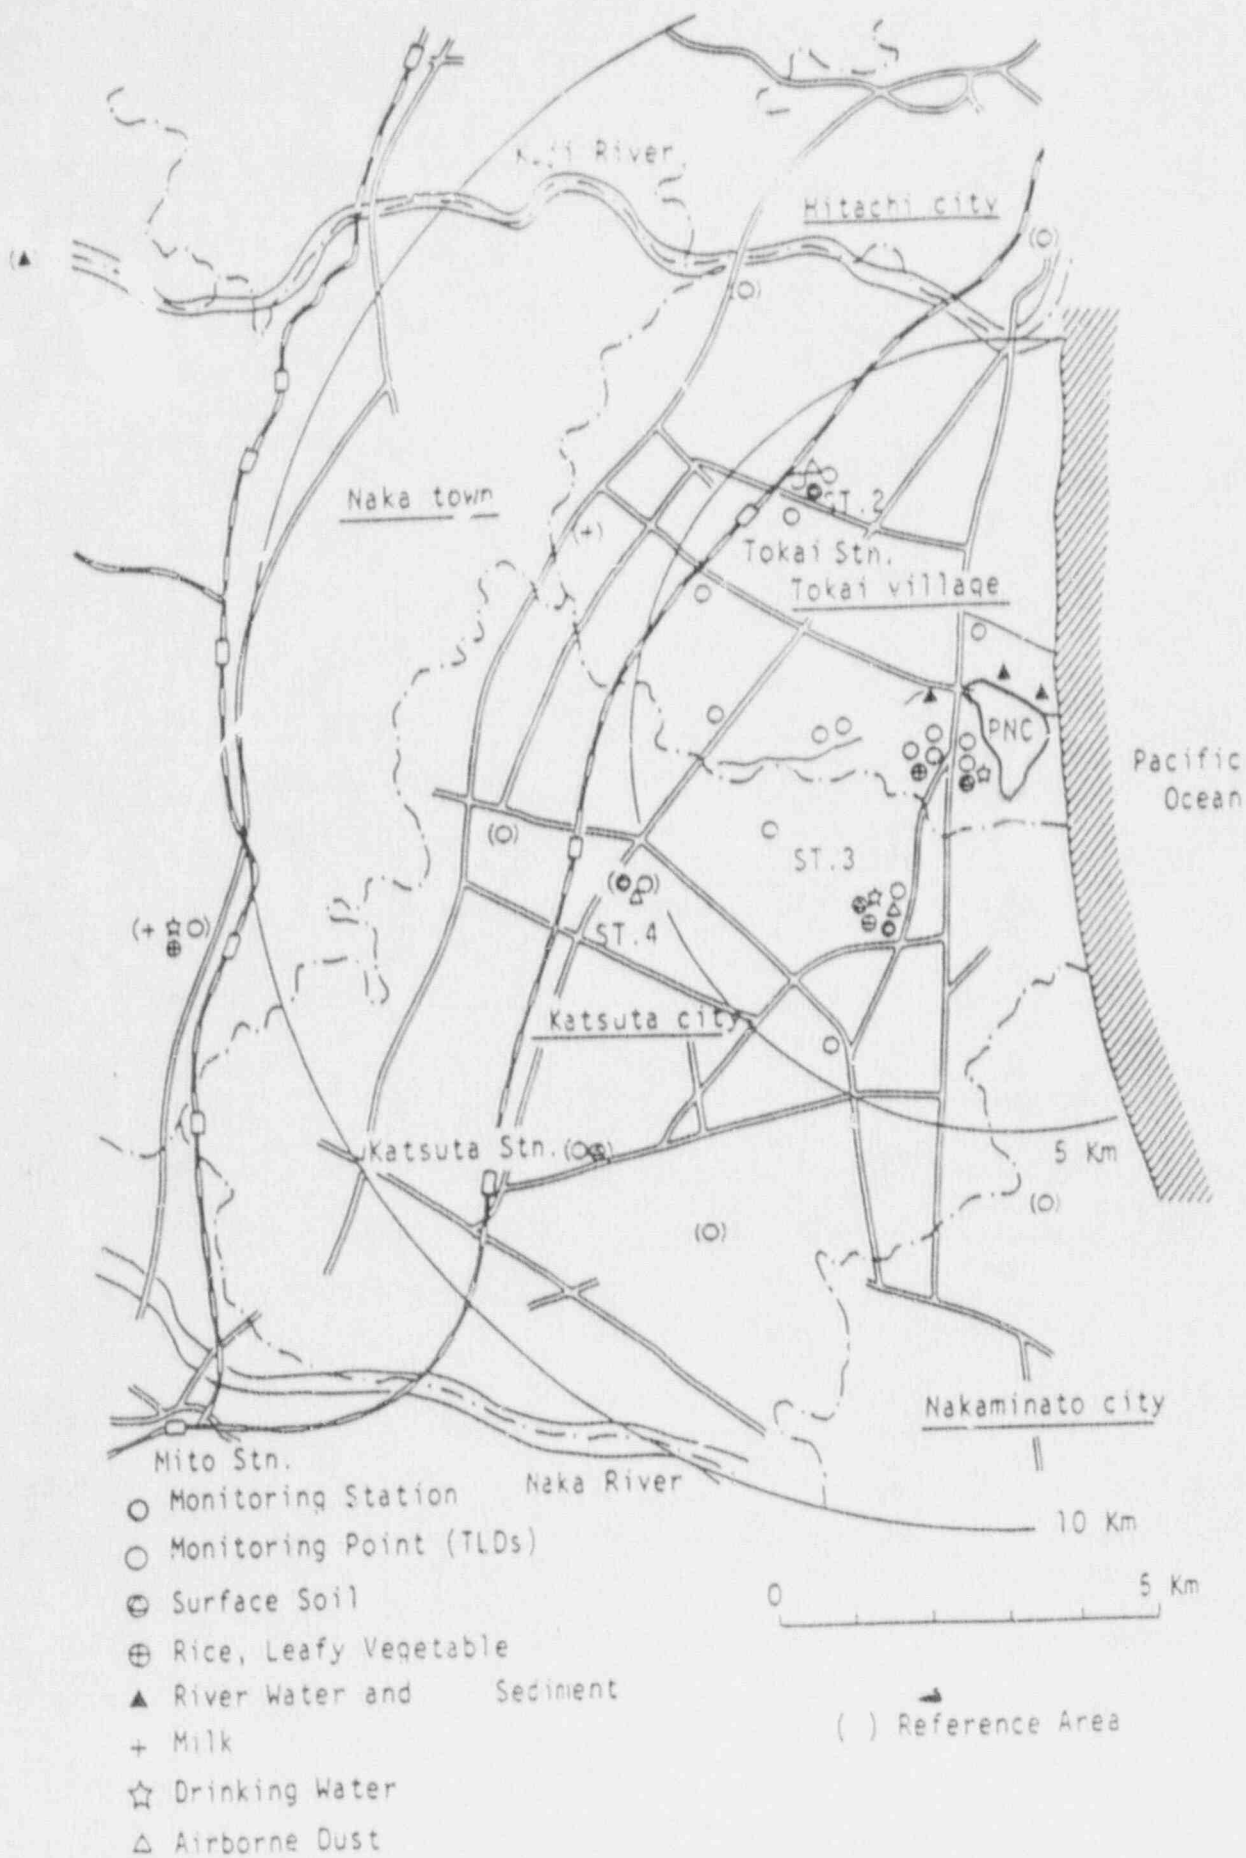 River
Hitachi city
Naka town
ST.2
Tokai Stn.
Tokai village
PNC
Pacific
Ocean
ST.3
ST.4
Katsuta city
Katsuta Stn.
5 Km
Nakaminato city
Mito Stn.
Naka River
10 Km
Monitoring Station
Monitoring Point (TLDs)
Surface Soil
Rice, Leafy Vegetable
River Water and Sediment
+ Milk
Drinking Water
Airborne Dust
0 5 Km
( ) Reference Area